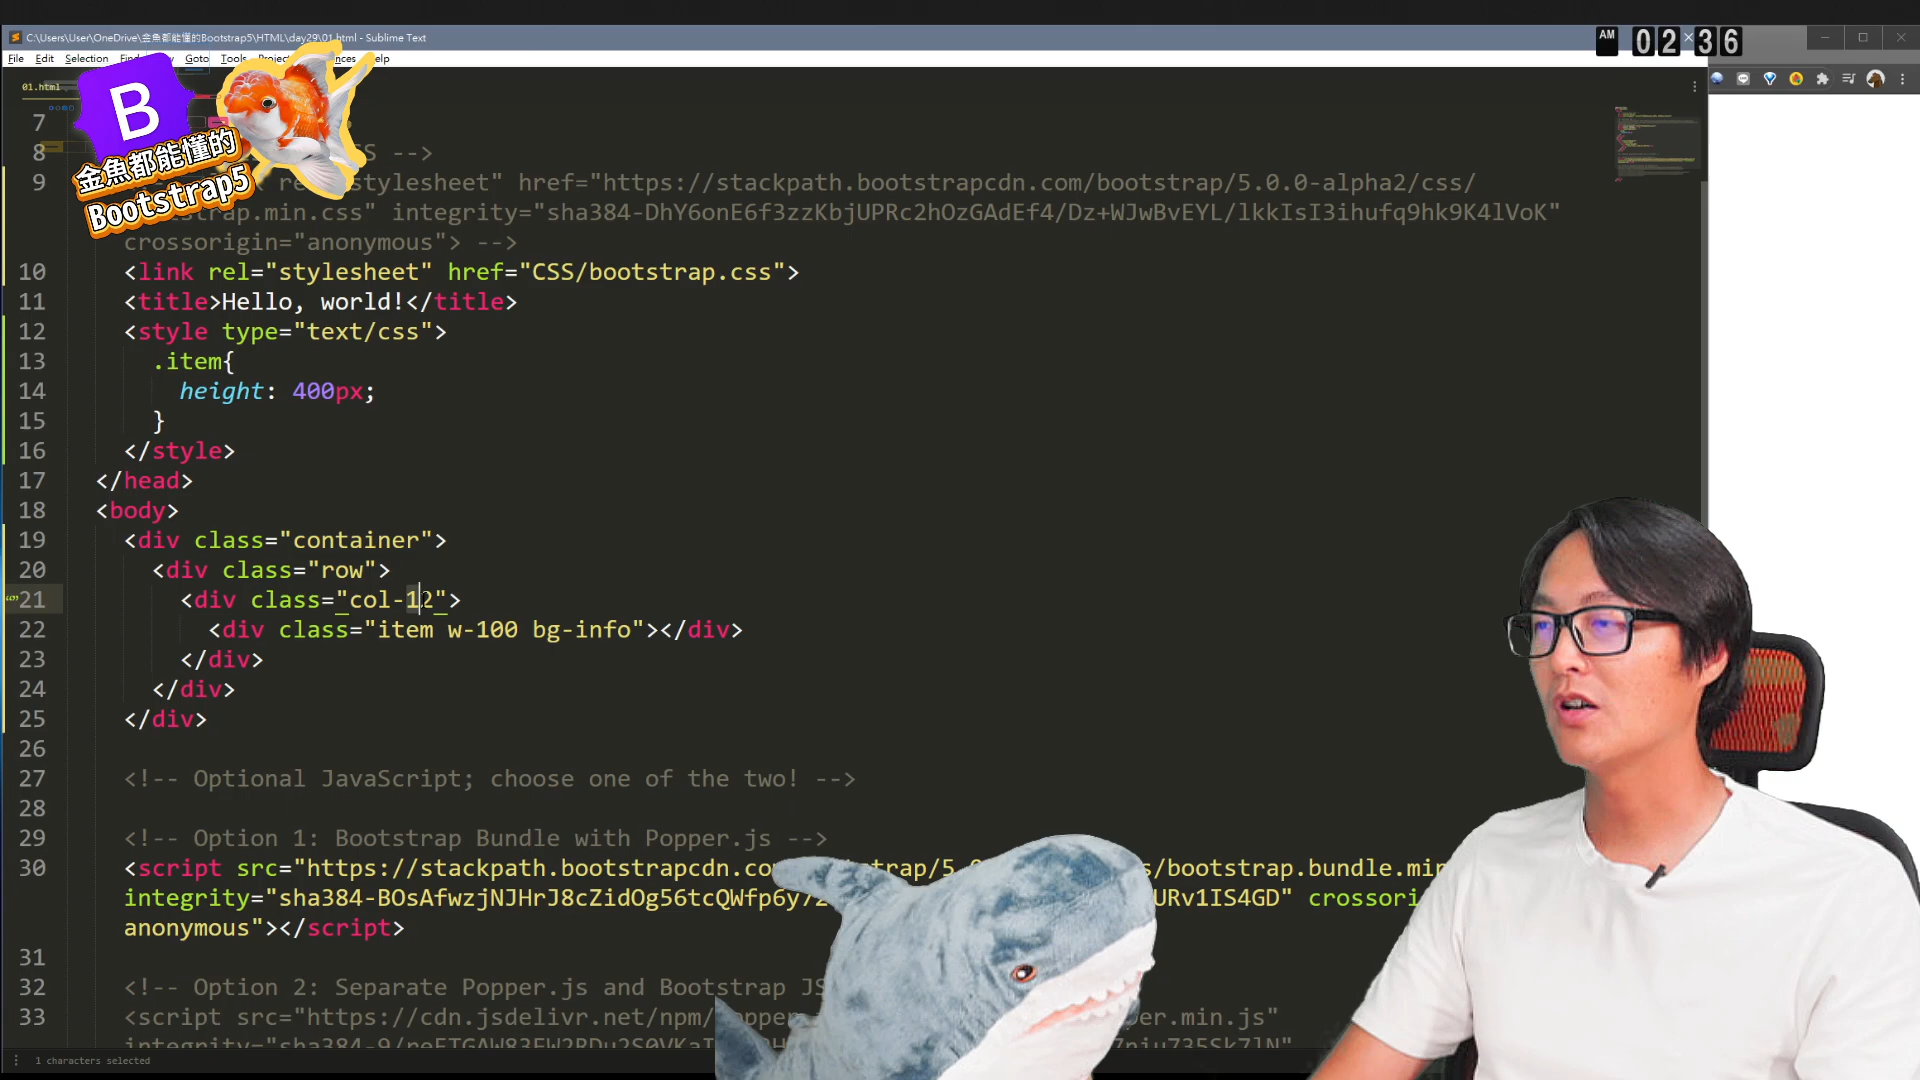 C:\Users\User\OneDrive\金魚都能懂的Bootstrap5\HTML\day29\01.html - Sublime Text
AM 02 36
File Edit Selection Goto Tools
01.html
B
金魚都能懂的
Bootstrap5
7
8 -->
9 stylesheet" href="https://stackpath.bootstrapcdn.com/bootstrap/5.0.0-alpha2/css/
integrity="sha384-DhY6onE6f3zzKbjUPRc2hOzGAdEf4/Dz+WJwBvEYL/lkkIsI3ihufq9hk9K4lVoK"
crossorigin="anonymous"> -->
10 <link rel="stylesheet" href="CSS/bootstrap.css">
11 <title>Hello, world!</title>
12 <style type="text/css">
13 .item{
14 height: 400px;
15 }
16 </style>
17 </head>
18 <body>
19 <div class="container">
20 <div class="row">
21 <div class="col-12">
22 <div class="item w-100 bg-info"></div>
23 </div>
24 </div>
25 </div>
26
27 <!-- Optional JavaScript; choose one of the two! -->
28
29 <!-- Option 1: Bootstrap Bundle with Popper.js -->
30 <script src="https://stackpath.bootstrapcdn.co
integrity="sha384-BOsAfwzjNJHrJ8cZidOg56tcQWfp6y7
anonymous"></script>
31
32 <!-- Option 2: Separate Popper.js and Bootstrap JS
33 <script src="https://cdn.jsdelivr.net/npm/ er.min.js"
1 characters selected